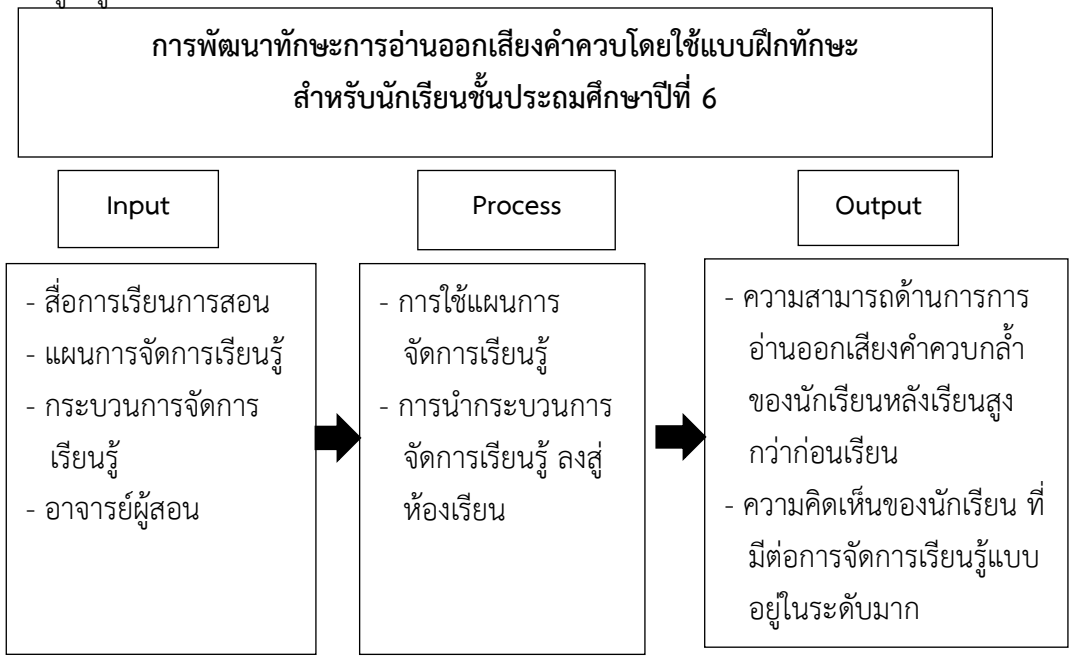 การพัฒนาทักษะการอ่านออกเสียงคำควบโดยใช้แบบฝึกทักษะ
สำหรับนักเรียนชั้นประถมศึกษาปีที่ 6
Input
- สื่อการเรียนการสอน
- แผนการจัดการเรียนรู้
- กระบวนการจัดการ
เรียนรู้
- อาจารย์ผู้สอน
Process
- การใช้แผนการ
จัดการเรียนรู้
- การนำกระบวนการ
จัดการเรียนรู้ ลงสู่
ห้องเรียน
Output
- ความสามารถด้านการการ
อ่านออกเสียงคำควบกล้ำ
ของนักเรียนหลังเรียนสูง
กว่าก่อนเรียน
- ความคิดเห็นของนักเรียน ที่
มีต่อการจัดการเรียนรู้แบบ
อยู่ในระดับมาก